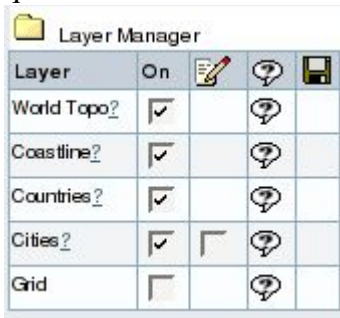 Layer Manager
Layer On
World Topo?
Coastline?
Countries?
Cities?
Grid